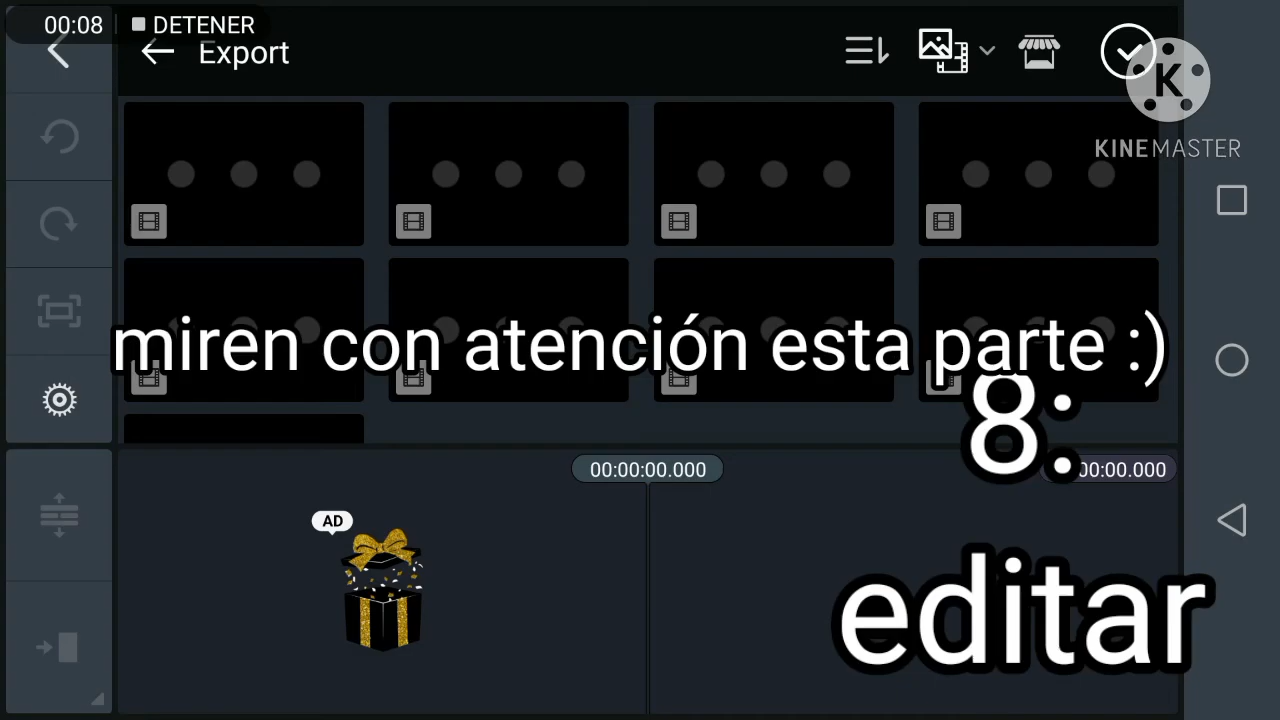 00:08 DETENER
Export
K
KINEMASTER
miren con atención esta parte :)
8:
00:00:00.000
00:00.000
AD
editar